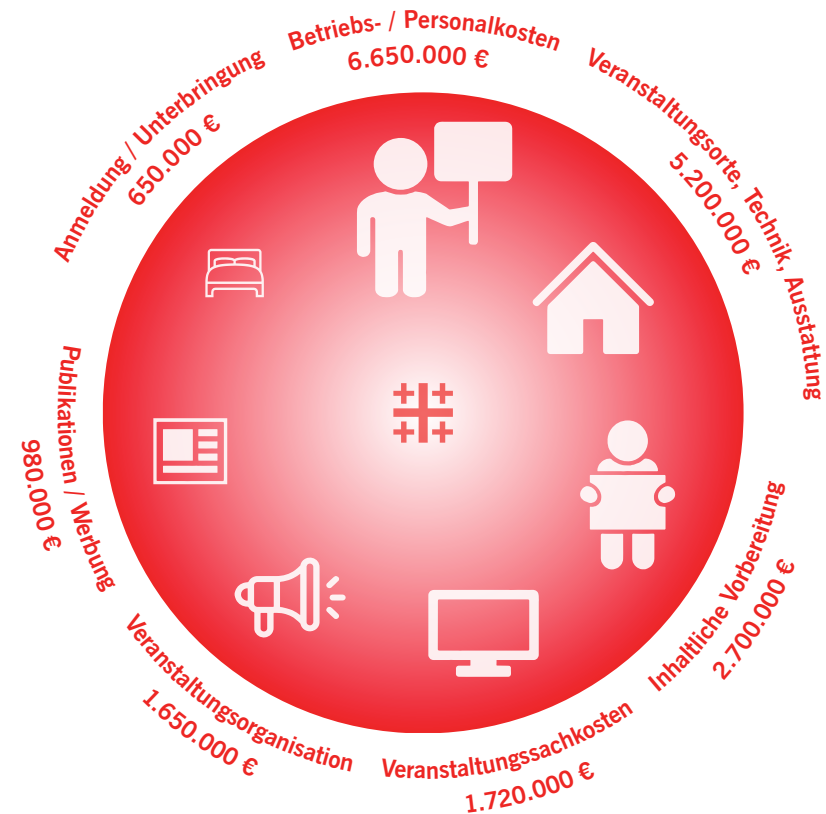 Betriebs- / Personalkosten
6.650.000 €
Veranstaltungsorte, Technik, Ausstattung
5.200.000 €
Inhaltliche Vorbereitung
2.700.000 €
Veranstaltungssachkosten
1.720.000 €
Veranstaltungsorganisation
1.650.000 €
Publikationen / Werbung
980.000 €
Anmeldung / Unterbringung
650.000 €